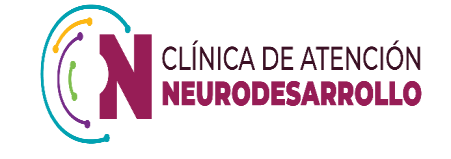 N CLÍNICA DE ATENCIÓN
NEURODESARROLLO